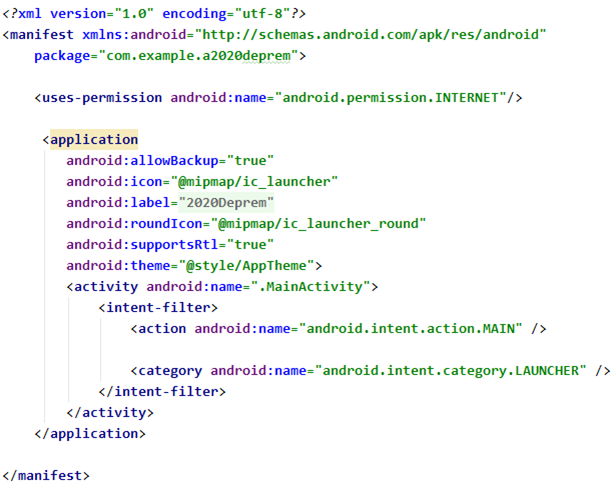 <?xml version="1.0" encoding="utf-8"?>
<manifest xmlns:android="http://schemas.android.com/apk/res/android"
package="com.example.a2020deprem">
<uses-permission android:name="android.permission.INTERNET"/>
<application
android:allowBackup="true"
android:icon="@mipmap/ic_launcher"
android:label="2020Deprem"
android:roundIcon="@mipmap/ic_launcher_round"
android:supportsRtl="true"
android:theme="@style/AppTheme">
<activity android:name=".MainActivity">
<intent-filter>
<action android:name="android.intent.action.MAIN" />
<category android:name="android.intent.category.LAUNCHER" />
</intent-filter>
</activity>
</application>
</manifest>